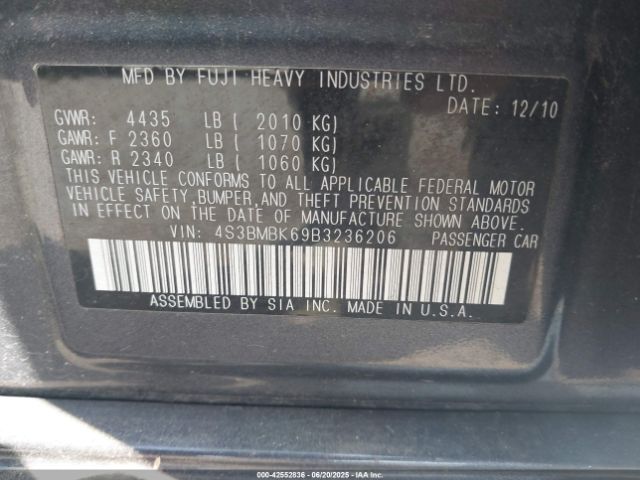 MFD BY FUJI HEAVY INDUSTRIES LTD.
DATE: 12/10
GVWR: 4435 LB ( 2010 KG)
GAWR: F 2360 LB ( 1070 KG)
GAWR: R 2340 LB ( 1060 KG)
THIS VEHICLE CONFORMS TO ALL APPLICABLE FEDERAL MOTOR
VEHICLE SAFETY, BUMPER, AND THEFT PREVENTION STANDARDS
IN EFFECT ON THE DATE OF MANUFACTURE SHOWN ABOVE.
VIN: 4S3BMBK69B3236206 PASSENGER CAR
ASSEMBLED BY SIA INC. MADE IN U.S.A.
000-42552836 - 06/20/2025 - IAAI.COM